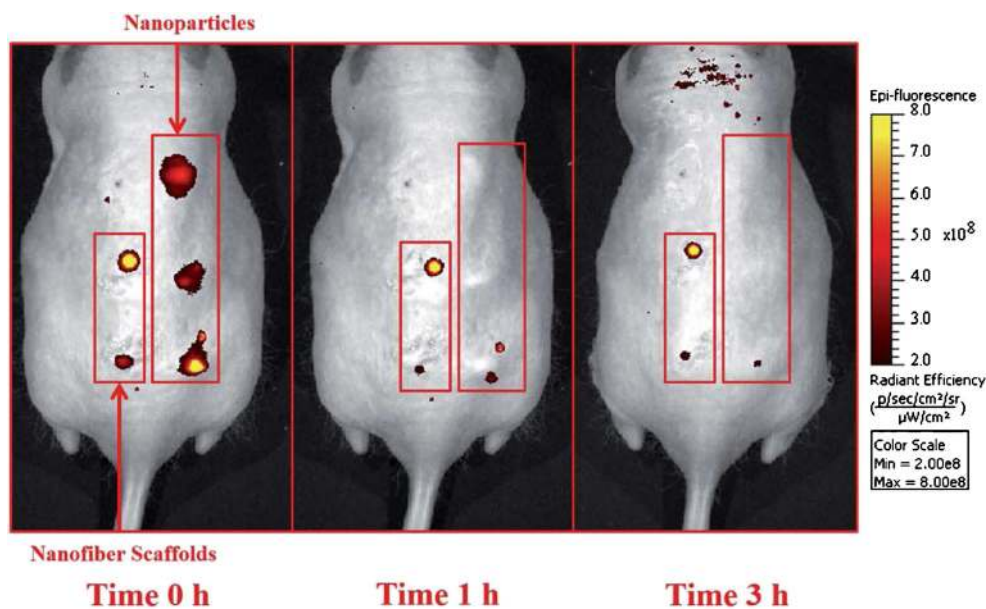 Nanoparticles
Epi-fluorescence
8.0
7.0
6.0
5.0
x10⁸
4.0
3.0
2.0
Radiant Efficiency
(p/sec/cm²/sr
μW/cm²)
Color Scale
Min = 2.00e8
Max = 8.00e8
Nanofiber Scaffolds
Time 0 h
Time 1 h
Time 3 h